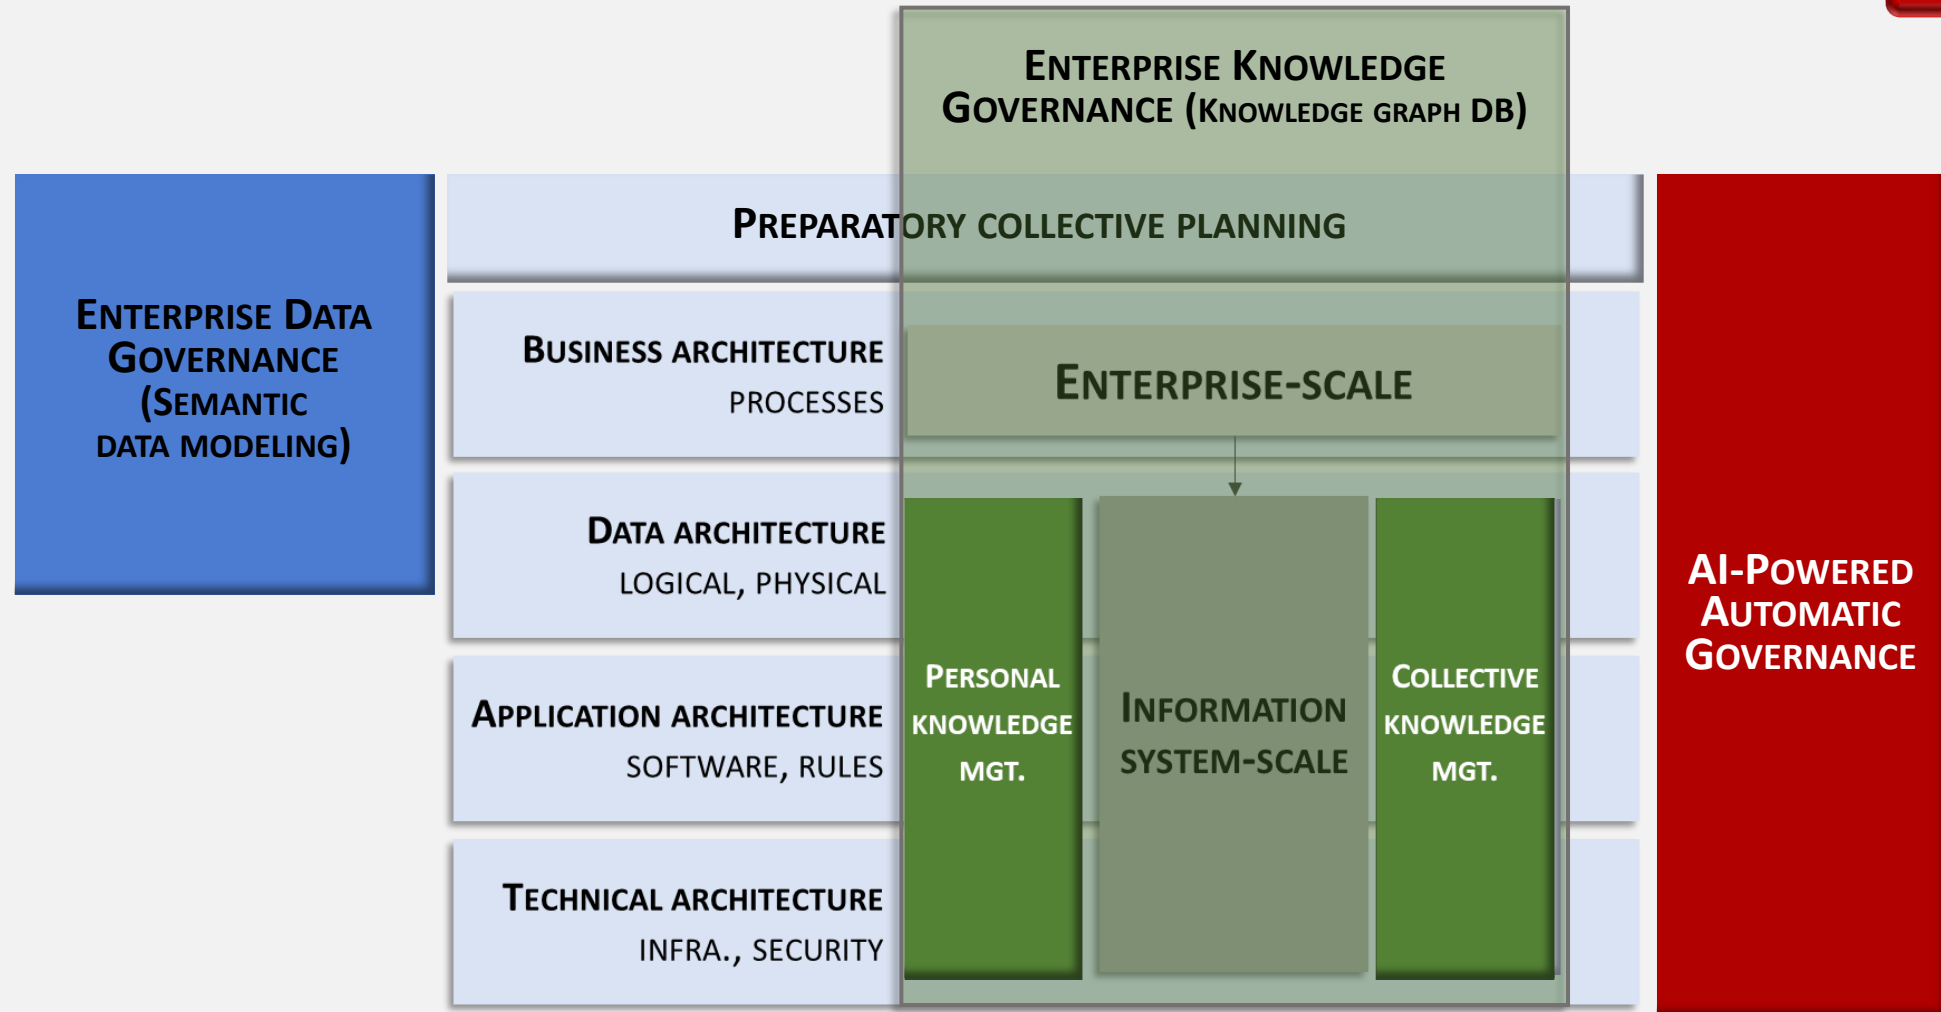 Enterprise Knowledge
Governance (Knowledge graph DB)
Preparatory collective planning
Enterprise Data
Governance
(Semantic
data modeling)
Business architecture
processes
Enterprise-scale
Data architecture
logical, physical
Application architecture
software, rules
Technical architecture
infra., security
Personal
knowledge
mgt.
Information
system-scale
Collective
knowledge
mgt.
AI-Powered
Automatic
Governance